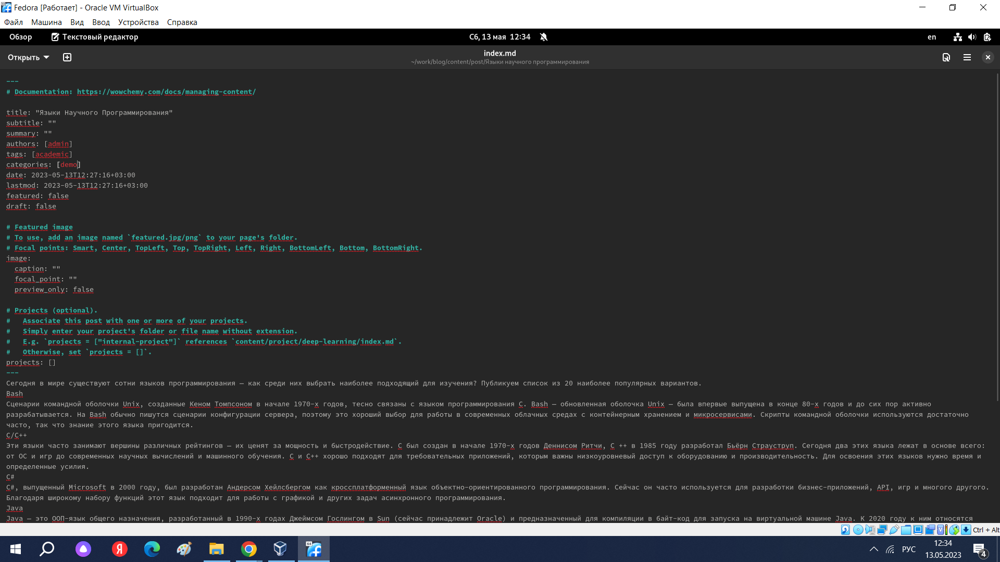 Fedora [Работает] - Oracle VM VirtualBox
Файл Машина Вид Ввод Устройства Справка
Обзор Текстовый редактор Сб, 13 мая 12:34 en
Открыть index.md
~/work/blog/content/post/Языки научного программирования
---
# Documentation: https://wowchemy.com/docs/managing-content/
title: "Языки Научного Программирования"
subtitle: ""
summary: ""
authors: [admin]
tags: [academic]
categories: [demo]
date: 2023-05-13T12:27:16+03:00
lastmod: 2023-05-13T12:27:16+03:00
featured: false
draft: false
# Featured image
# To use, add an image named `featured.jpg/png` to your page's folder.
# Focal points: Smart, Center, TopLeft, Top, TopRight, Left, Right, BottomLeft, Bottom, BottomRight.
image:
  caption: ""
  focal_point: ""
  preview_only: false
# Projects (optional).
#   Associate this post with one or more of your projects.
#   Simply enter your project's folder or file name without extension.
#   E.g. `projects = ["internal-project"]` references `content/project/deep-learning/index.md`.
#   Otherwise, set `projects = []`.
projects: []
---
Сегодня в мире существуют сотни языков программирования — как среди них выбрать наиболее подходящий для изучения? Публикуем список из 20 наиболее популярных вариантов.
Bash
Сценарии командной оболочки Unix, созданные Кеном Томпсоном в начале 1970-х годов, тесно связаны с языком программирования C. Bash — обновленная оболочка Unix — была впервые выпущена в конце 80-х годов и до сих пор активно
разрабатывается. На Bash обычно пишутся сценарии конфигурации сервера, поэтому это хороший выбор для работы в современных облачных средах с контейнерным хранением и микросервисами. Скрипты командной оболочки используются достаточно
часто, так что знание этого языка пригодится.
C/C++
Эти языки часто занимают вершины различных рейтингов — их ценят за мощность и быстродействие. C был создан в начале 1970-х годов Деннисом Ритчи, C ++ в 1985 году разработал Бьёрн Страуструп. Сегодня два этих языка лежат в основе всего:
от ОС и игр до современных научных вычислений и машинного обучения. C и C++ хорошо подходят для требовательных приложений, которым важны низкоуровневый доступ к оборудованию и производительность. Для освоения этих языков нужно время и
определенные усилия.
C#
C#, выпущенный Microsoft в 2000 году, был разработан Андерсом Хейлсбергом как кроссплатформенный язык объектно-ориентированного программирования. Сейчас он часто используется для разработки бизнес-приложений, API, игр и многого другого.
Благодаря широкому набору функций этот язык подходит для работы с графикой и других задач асинхронного программирования.
Java
Java — это ООП-язык общего назначения, разработанный в 1990-х годах Джеймсом Гослингом в Sun (сейчас принадлежит Oracle) и предназначенный для компиляции в байт-код для запуска на виртуальной машине Java. К 2020 году к ним относятся
Ctrl + Alt
РУС 12:34
13.05.2023
4